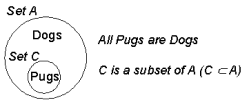 Set A
Dogs
Set C
Pugs
All Pugs are Dogs
C is a subset of A (C ⊂ A)